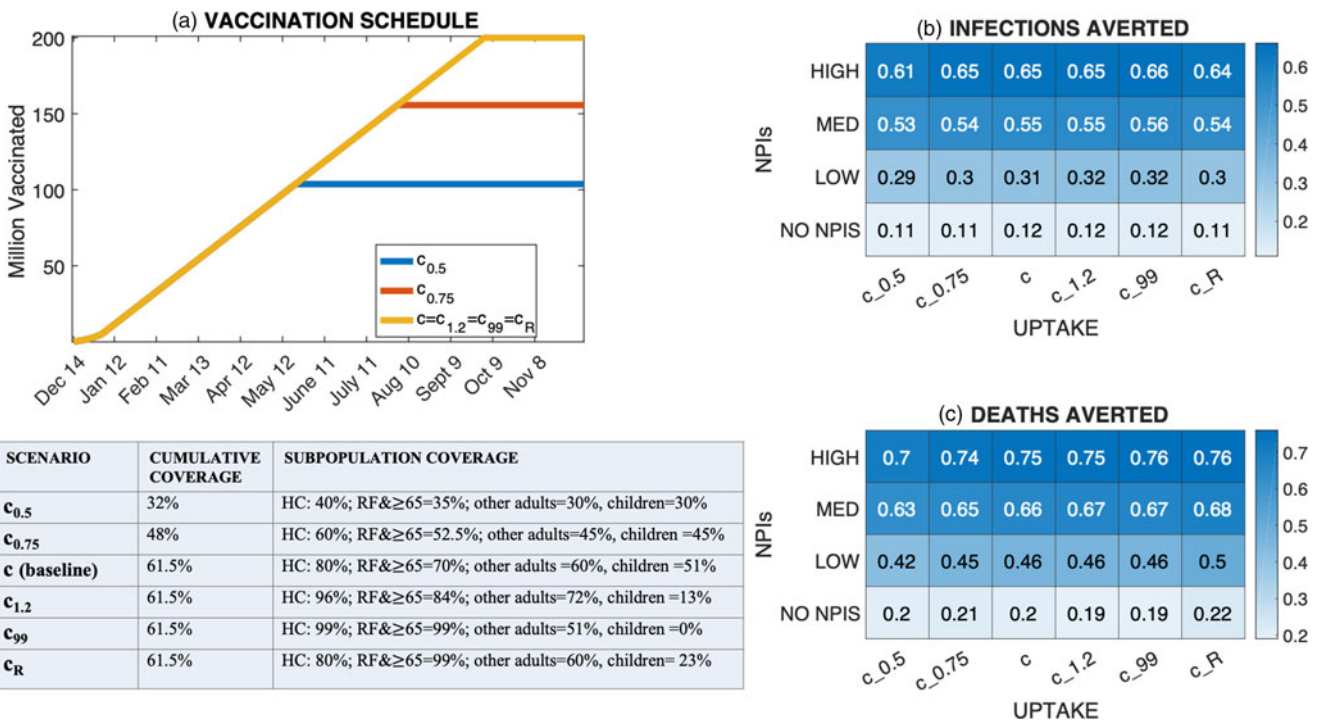 (a) VACCINATION SCHEDULE
Million Vaccinated
200
150
100
50
Dec 14
Jan 12
Feb 11
Mar 13
Apr 12
May 12
June 11
July 11
Aug 10
Sept 9
Oct 9
Nov 8
c0.5
c0.75
c=c1.2=c99=cR
(b) INFECTIONS AVERTED
NPIs
HIGH 0.61 0.65 0.65 0.65 0.66 0.64
MED 0.53 0.54 0.55 0.55 0.56 0.54
LOW 0.29 0.3 0.31 0.32 0.32 0.3
NO NPIS 0.11 0.11 0.12 0.12 0.12 0.11
c_0.5 c_0.75 c c_1.2 c_99 c_R
UPTAKE
0.6
0.5
0.4
0.3
0.2
SCENARIO CUMULATIVE COVERAGE SUBPOPULATION COVERAGE
c0.5 32% HC: 40%; RF&≥65=35%; other adults=30%, children=30%
c0.75 48% HC: 60%; RF&≥65=52.5%; other adults=45%, children =45%
c (baseline) 61.5% HC: 80%; RF&≥65=70%; other adults =60%, children =51%
c1.2 61.5% HC: 96%; RF&≥65=84%; other adults=72%, children =13%
c99 61.5% HC: 99%; RF&≥65=99%; other adults=51%, children =0%
cR 61.5% HC: 80%; RF&≥65=99%; other adults=60%, children= 23%
(c) DEATHS AVERTED
NPIs
HIGH 0.7 0.74 0.75 0.75 0.76 0.76
MED 0.63 0.65 0.66 0.67 0.67 0.68
LOW 0.42 0.45 0.46 0.46 0.46 0.5
NO NPIS 0.2 0.21 0.2 0.19 0.19 0.22
c_0.5 c_0.75 c c_1.2 c_99 c_R
UPTAKE
0.7
0.6
0.5
0.4
0.3
0.2